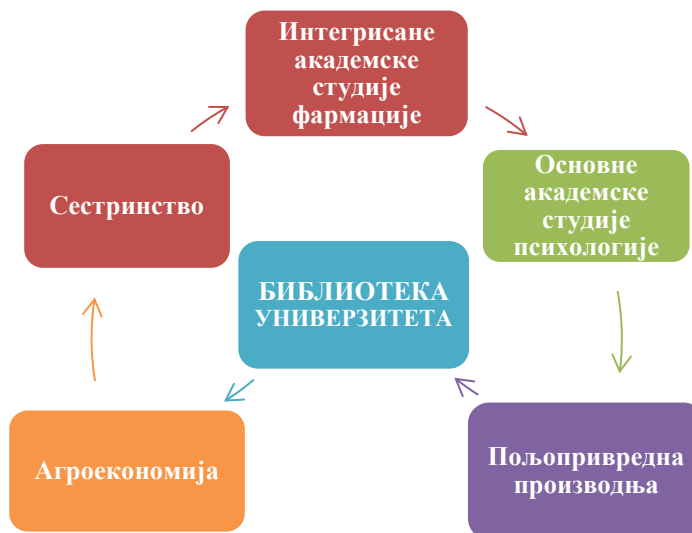 Интегрисане
академске
студије
фармације
Основне
академске
студије
психологије
Сестринство
БИБЛИОТЕКА
УНИВЕРЗИТЕТА
Агроекономија
Пољопривредна
производња